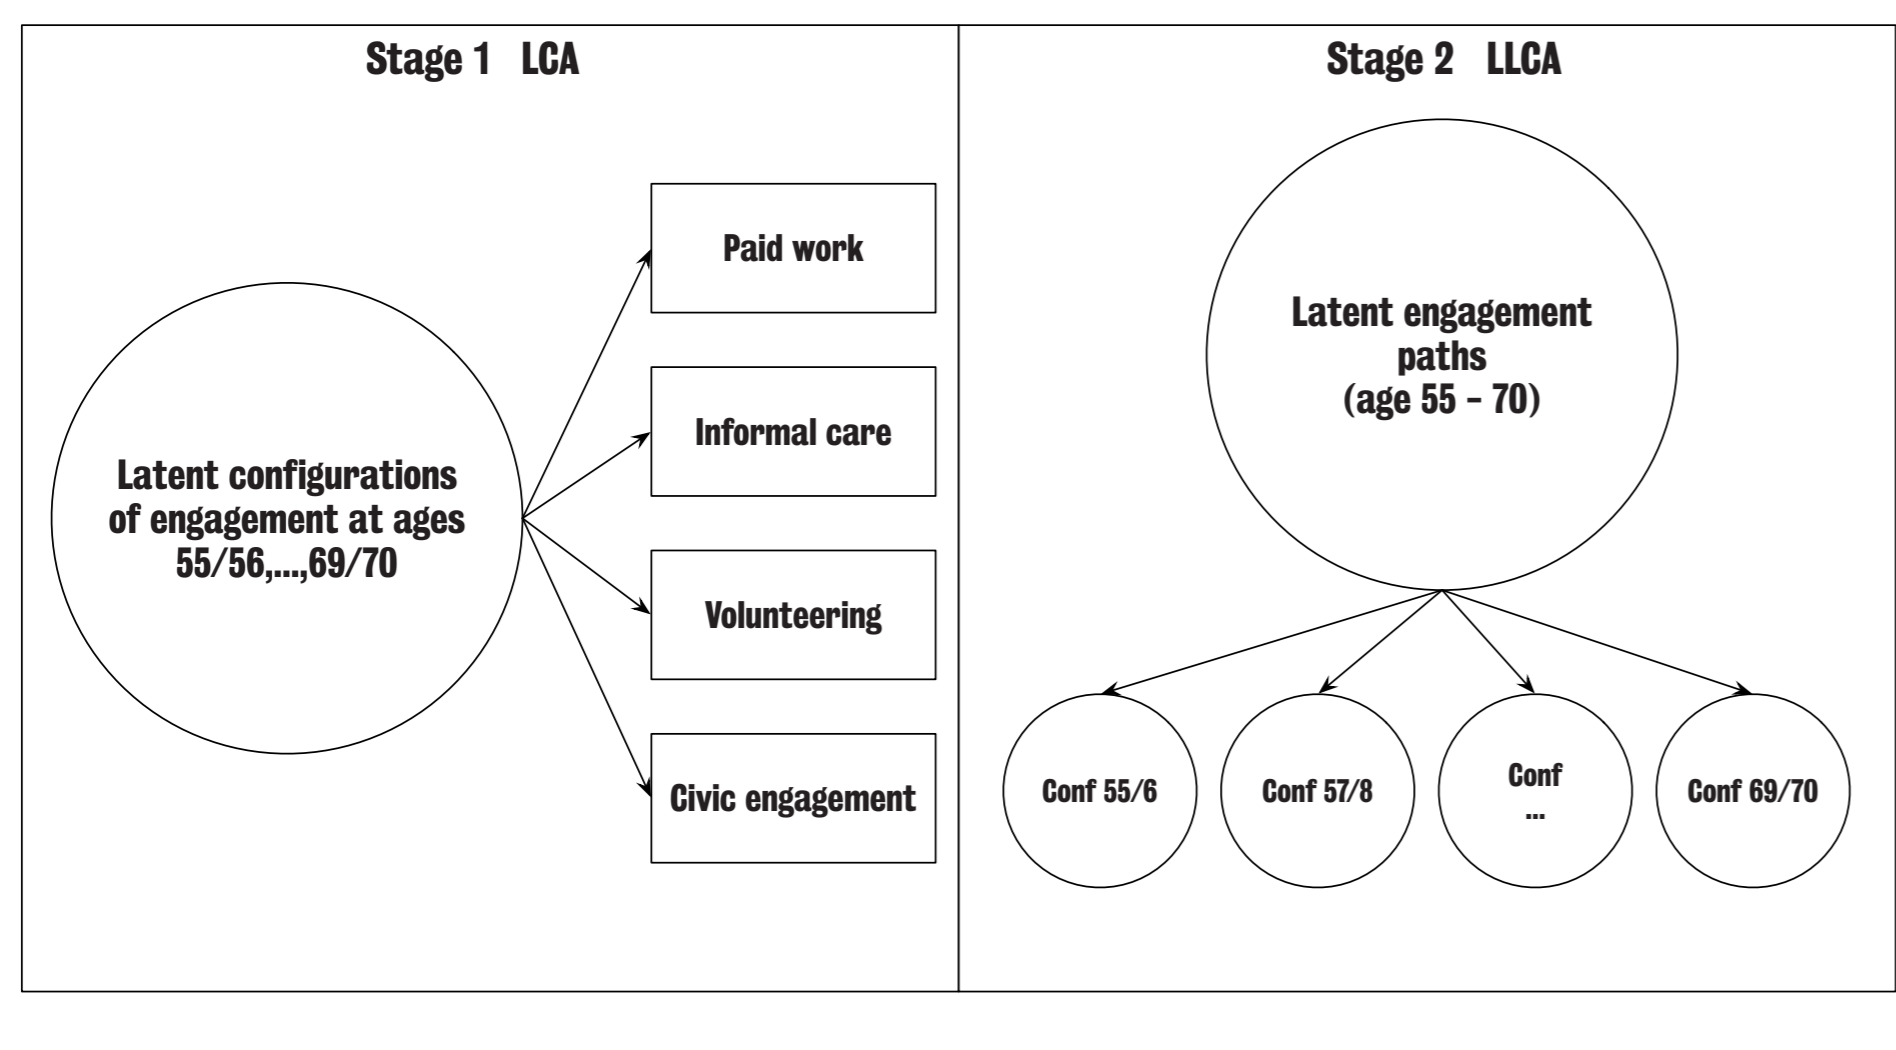 Stage 1 LCA
Paid work
Informal care
Latent configurations
of engagement at ages
55/56,...,69/70
Volunteering
Civic engagement
Stage 2 LLCA
Latent engagement
paths
(age 55 – 70)
Conf 55/6
Conf 57/8
Conf
...
Conf 69/70